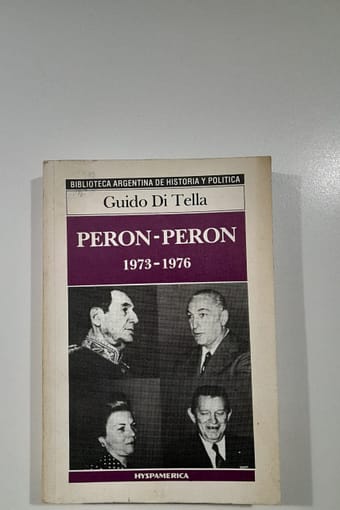 BIBLIOTECA ARGENTINA DE HISTORIA Y POLITICA
Guido Di Tella
PERON-PERON
1973-1976
HYSPAMERICA